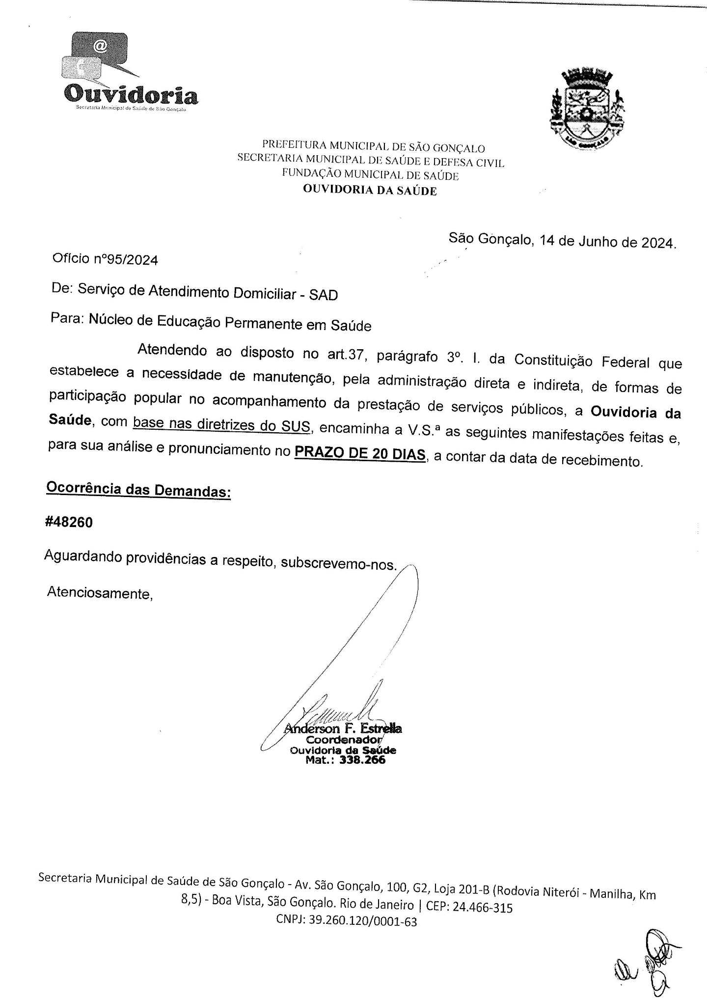 @
Ouvidoria
Secretaria Municipal de Saúde de São Gonçalo
SÃO GONÇALO
PREFEITURA MUNICIPAL DE SÃO GONÇALO
SECRETARIA MUNICIPAL DE SAÚDE E DEFESA CIVIL
FUNDAÇÃO MUNICIPAL DE SAÚDE
OUVIDORIA DA SAÚDE
São Gonçalo, 14 de Junho de 2024.
Ofício nº95/2024
De: Serviço de Atendimento Domiciliar - SAD
Para: Núcleo de Educação Permanente em Saúde
Atendendo ao disposto no art.37, parágrafo 3º. I. da Constituição Federal que
estabelece a necessidade de manutenção, pela administração direta e indireta, de formas de
participação popular no acompanhamento da prestação de serviços públicos, a Ouvidoria da
Saúde, com base nas diretrizes do SUS, encaminha a V.S.ª as seguintes manifestações feitas e,
para sua análise e pronunciamento no PRAZO DE 20 DIAS, a contar da data de recebimento.
Ocorrência das Demandas:
#48260
Aguardando providências a respeito, subscrevemo-nos.
Atenciosamente,
Anderson F. Estrella
Coordenador
Ouvidoria da Saúde
Mat.: 338.266
Secretaria Municipal de Saúde de São Gonçalo - Av. São Gonçalo, 100, G2, Loja 201-B (Rodovia Niterói - Manilha, Km
8,5) - Boa Vista, São Gonçalo. Rio de Janeiro | CEP: 24.466-315
CNPJ: 39.260.120/0001-63